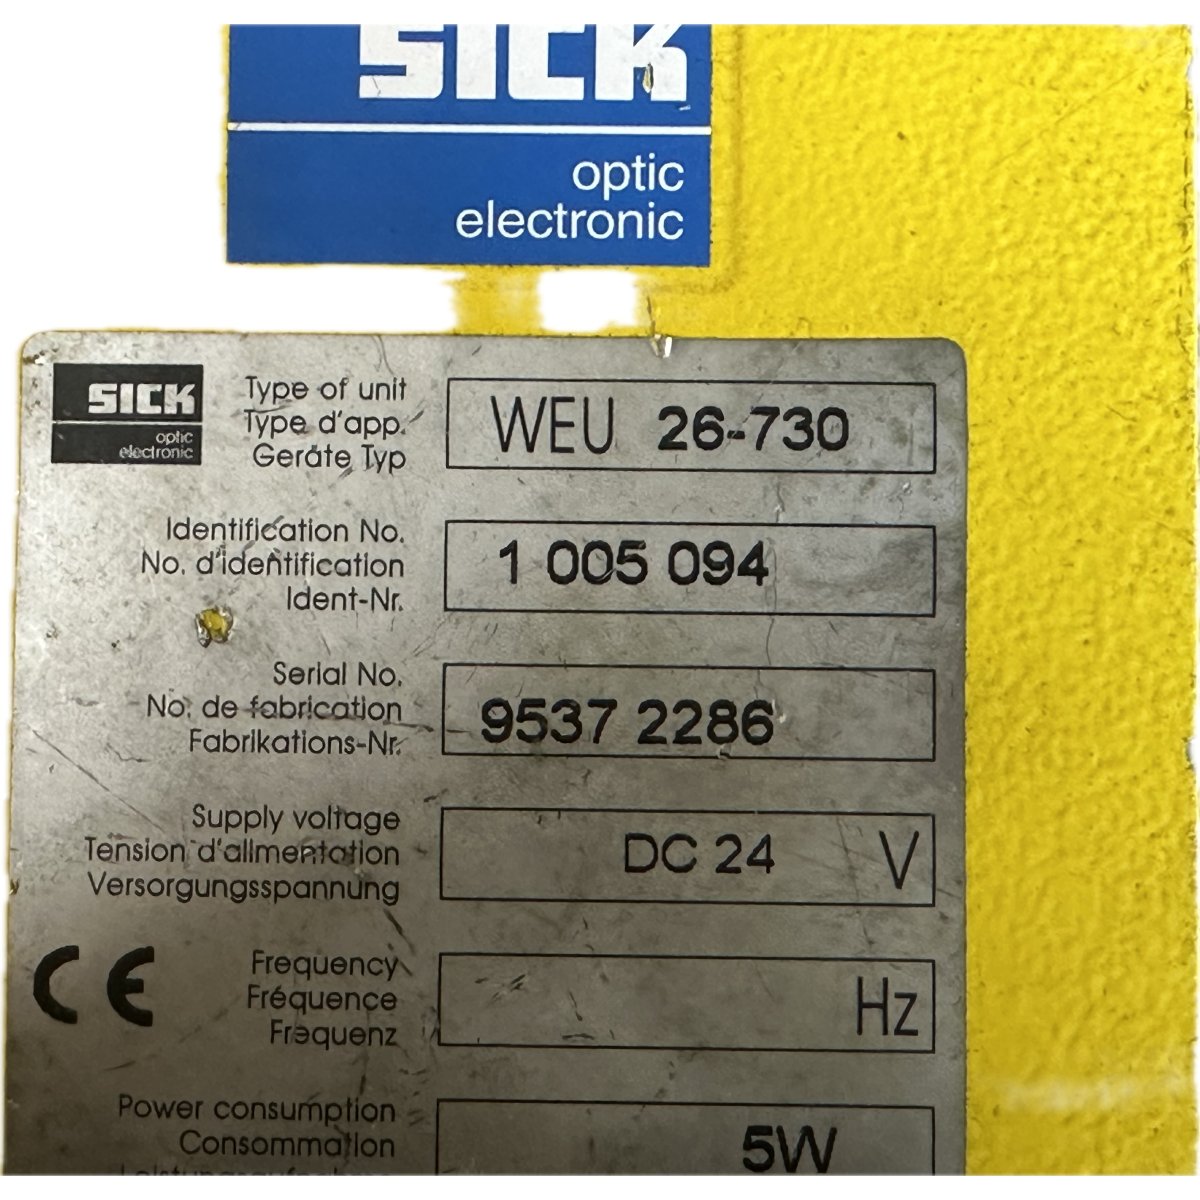 SICK
optic
electronic
SICK
optic
electronic
Type of unit
Type d'app.
Geräte Typ
WEU 26-730
Identification No.
No. d'identification
Ident-Nr.
1 005 094
Serial No.
No. de fabrication
Fabrikations-Nr.
9537 2286
Supply voltage
Tension d'alimentation
Versorgungsspannung
DC 24 V
CE
Frequency
Fréquence
Frequenz
Hz
Power consumption
Consommation
5W